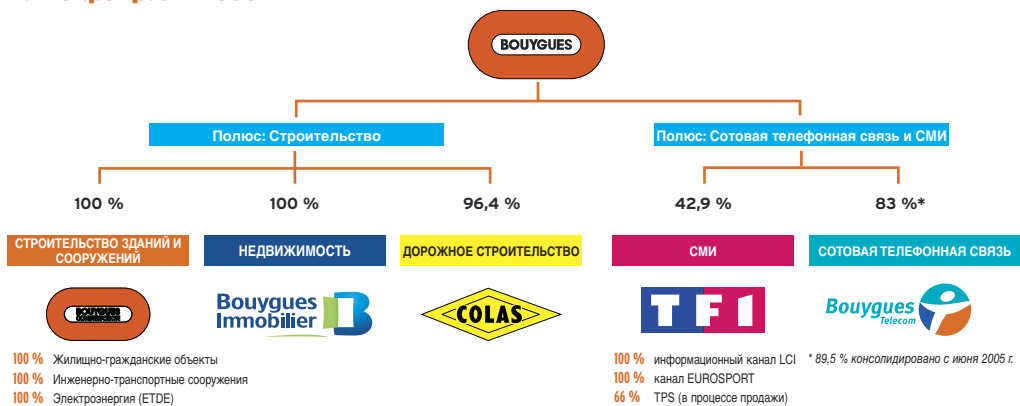 BOUYGUES
Полюс: Строительство
Полюс: Сотовая телефонная связь и СМИ
100 %
100 %
96,4 %
42,9 %
83 %*
СТРОИТЕЛЬСТВО ЗДАНИЙ И
СООРУЖЕНИЙ
НЕДВИЖИМОСТЬ
ДОРОЖНОЕ СТРОИТЕЛЬСТВО
СМИ
СОТОВАЯ ТЕЛЕФОННАЯ СВЯЗЬ
BOUYGUES
CONSTRUCTION
Bouygues
Immobilier
COLAS
TF1
Bouygues
Telecom
100 % Жилищно-гражданские объекты
100 % Инженерно-транспортные сооружения
100 % Электроэнергия (ETDE)
100 % информационный канал LCI
100 % канал EUROSPORT
66 % TPS (в процессе продажи)
* 89,5 % консолидировано с июня 2005 г.